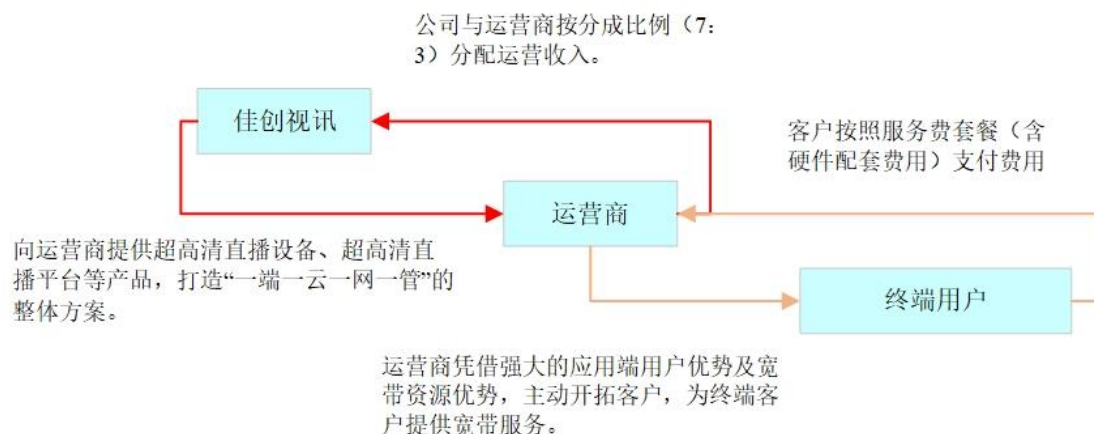 公司与运营商按分成比例（7：
3）分配运营收入。
佳创视讯
客户按照服务费套餐（含
硬件配套费用）支付费用
运营商
向运营商提供超高清直播设备、超高清直
播平台等产品，打造“一端一云一网一管”的
整体方案。
终端用户
运营商凭借强大的应用端用户优势及宽
带资源优势，主动开拓客户，为终端客
户提供宽带服务。